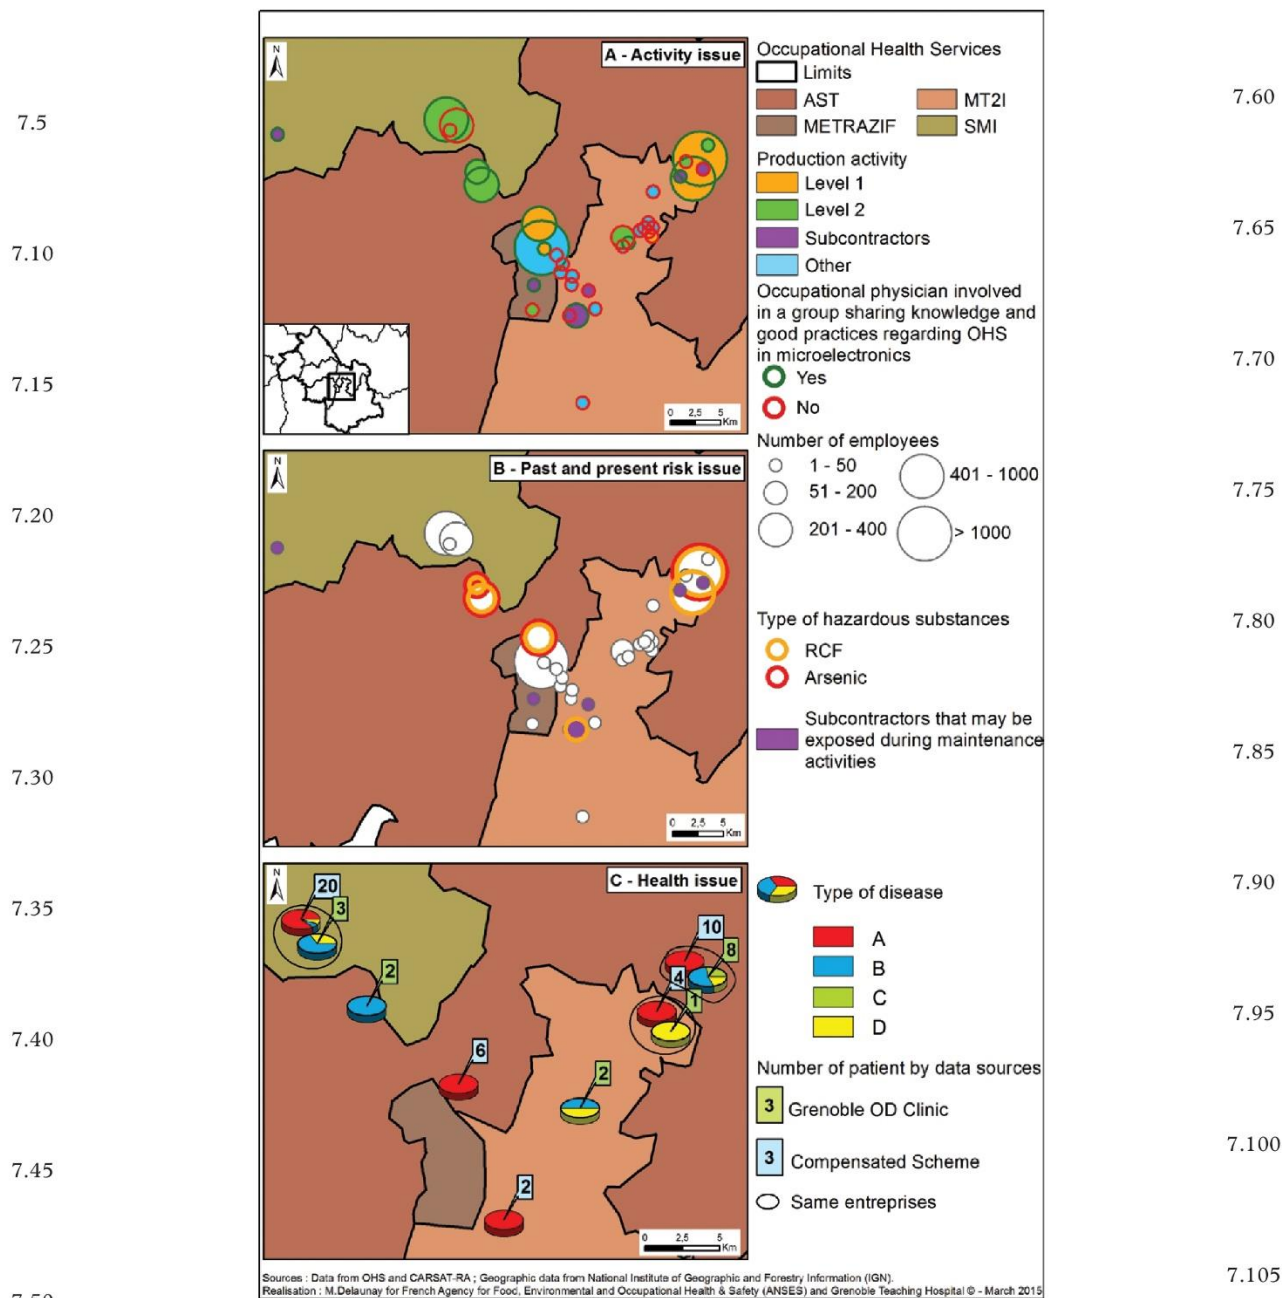 7.5
7.10
7.15
7.20
7.25
7.30
7.35
7.40
7.45
N
A - Activity issue
0 2,5 5
Km
N
B - Past and present risk issue
0 2,5 5
Km
N
C - Health issue
20
3
2
6
2
2
10
8
4
1
0 2,5 5
Km
Occupational Health Services
Limits
AST
MT2I
METRAZIF
SMI
Production activity
Level 1
Level 2
Subcontractors
Other
Occupational physician involved
in a group sharing knowledge and
good practices regarding OHS
in microelectronics
Yes
No
Number of employees
1 - 50
401 - 1000
51 - 200
201 - 400
> 1000
Type of hazardous substances
RCF
Arsenic
Subcontractors that may be
exposed during maintenance
activities
Type of disease
A
B
C
D
Number of patient by data sources
3 Grenoble OD Clinic
3 Compensated Scheme
Same entreprises
Sources : Data from OHS and CARSAT-RA ; Geographic data from National Institute of Geographic and Forestry Information (IGN).
Realisation : M.Delaunay for French Agency for Food, Environmental and Occupational Health & Safety (ANSES) and Grenoble Teaching Hospital © - March 2015
7.60
7.65
7.70
7.75
7.80
7.85
7.90
7.95
7.100
7.105